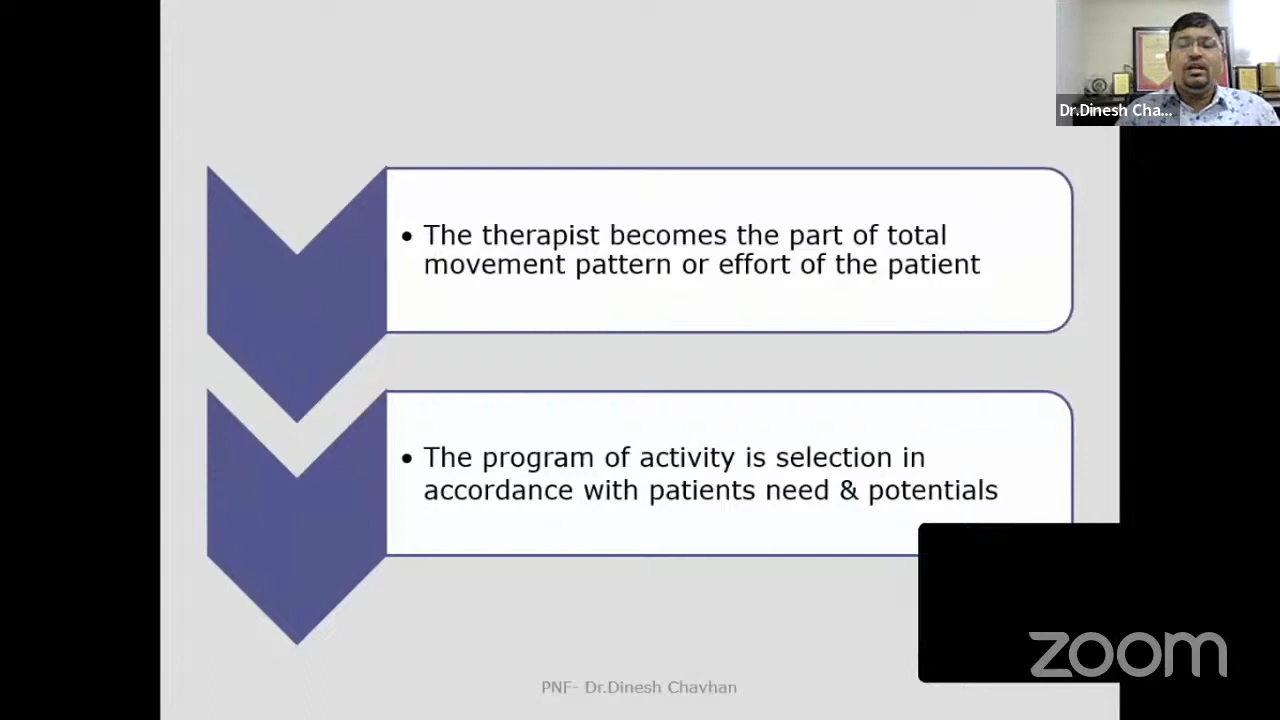 Dr.Dinesh Cha...
• The therapist becomes the part of total
movement pattern or effort of the patient
• The program of activity is selection in
accordance with patients need & potentials
zoom
PNF- Dr.Dinesh Chavhan